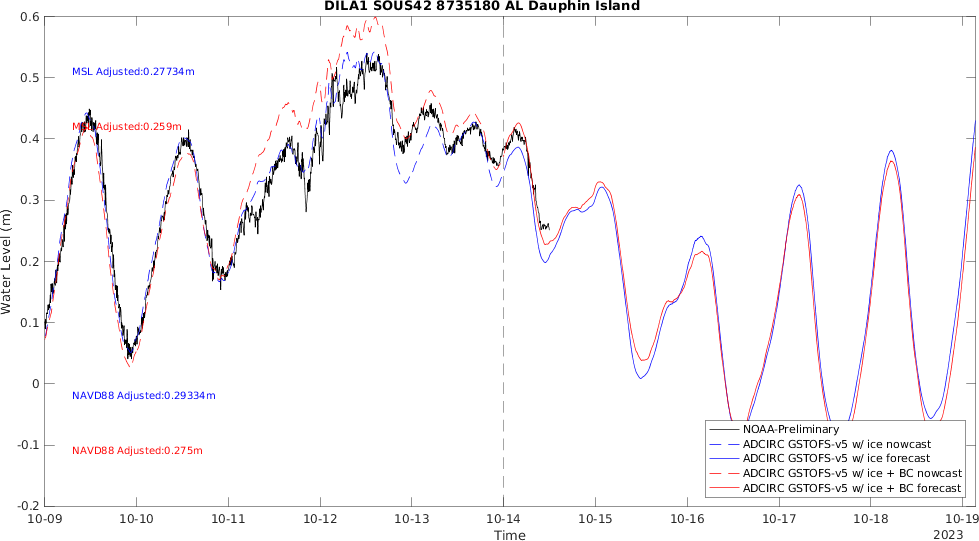 DILA1 SOUS42 8735180 AL Dauphin Island
Water Level (m)
0.6
0.5
0.4
0.3
0.2
0.1
0
-0.1
-0.2
MSL Adjusted:0.27734m
MSL Adjusted:0.259m
NAVD88 Adjusted:0.29334m
NAVD88 Adjusted:0.275m
NOAA-Preliminary
ADCIRC GSTOFS-v5 w/ ice nowcast
ADCIRC GSTOFS-v5 w/ ice forecast
ADCIRC GSTOFS-v5 w/ ice + BC nowcast
ADCIRC GSTOFS-v5 w/ ice + BC forecast
10-09 10-10 10-11 10-12 10-13 10-14 10-15 10-16 10-17 10-18 10-19
Time
2023